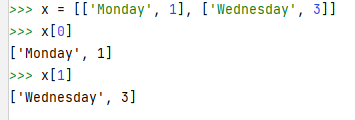 >>> x = [['Monday', 1], ['Wednesday', 3]]
>>> x[0]
['Monday', 1]
>>> x[1]
['Wednesday', 3]